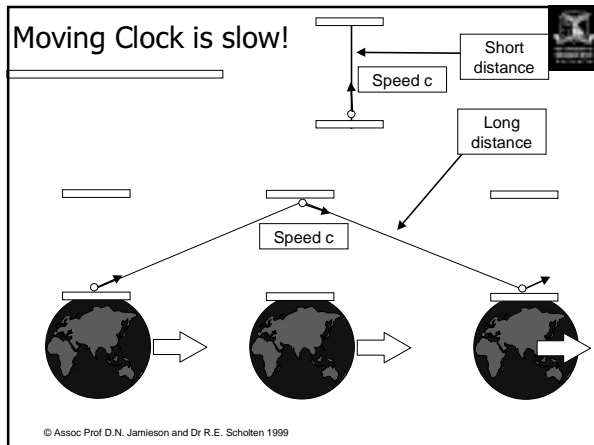 Moving Clock is slow!
Short
distance
Speed c
Long
distance
Speed c
© Assoc Prof D.N. Jamieson and Dr R.E. Scholten 1999